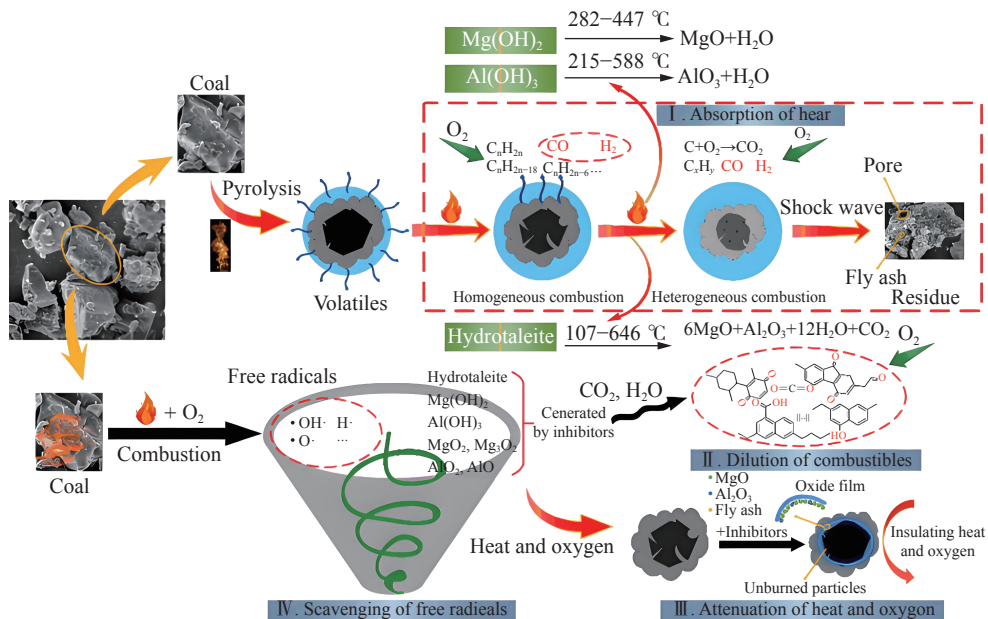 282−447 ℃
Mg(OH)₂
MgO+H₂O
215−588 ℃
Al(OH)₃
AlO₃+H₂O
Coal
Ⅰ. Absorption of hear
O₂
CₙH₂ₙ
CO
H₂
CₙH₂ₙ₋₁₈
CₙH₂ₙ₋₆ ···
C+O₂→CO₂
CₓHᵧ CO H₂
O₂
Pore
Pyrolysis
Shock wave
Fly ash
Residue
Volatiles
Homogeneous combustion
Heterogeneous combustion
Hydrotaleite
107−646 ℃
6MgO+Al₂O₃+12H₂O+CO₂
O₂
Free radicals
• OH· H·
• O· ···
Hydrotaleite
Mg(OH)₂
Al(OH)₃
MgO₂, Mg₃O₂
AlO₂, AlO
CO₂, H₂O
Cenerated
by inhibitors
+ O₂
Combustion
Coal
O
O
O
O=C=O
O
O
O
OH
||-||
HO
Ⅱ. Dilution of combustibles
MgO
Al₂O₃
Fly ash
Oxide film
+Inhibitors
Insulating heat
and oxygen
Unburned particles
Heat and oxygen
Ⅲ. Attenuation of heat and oxygon
Ⅳ. Scavenging of free radieals